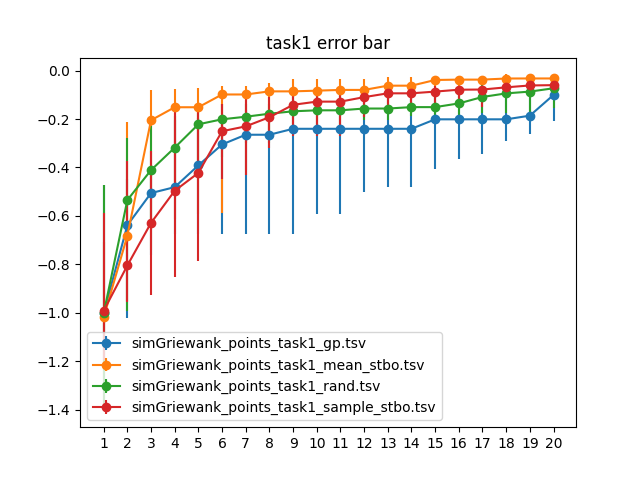 task1 error bar
0.0
−0.2
−0.4
−0.6
−0.8
−1.0
−1.2
−1.4
simGriewank_points_task1_gp.tsv
simGriewank_points_task1_mean_stbo.tsv
simGriewank_points_task1_rand.tsv
simGriewank_points_task1_sample_stbo.tsv
1 2 3 4 5 6 7 8 9 10 11 12 13 14 15 16 17 18 19 20